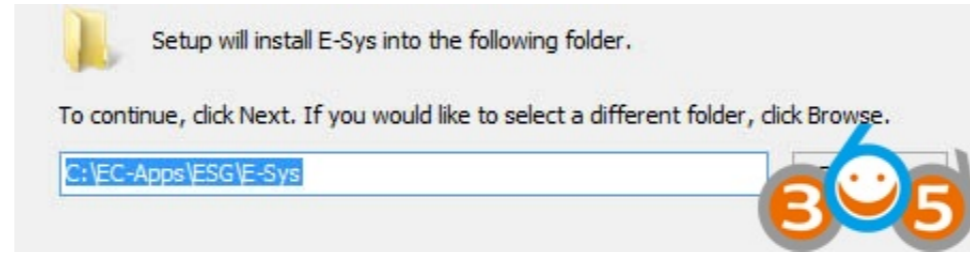 Setup will install E-Sys into the following folder.
To continue, click Next. If you would like to select a different folder, click Browse.
C:\EC-Apps\ESG\E-Sys
365